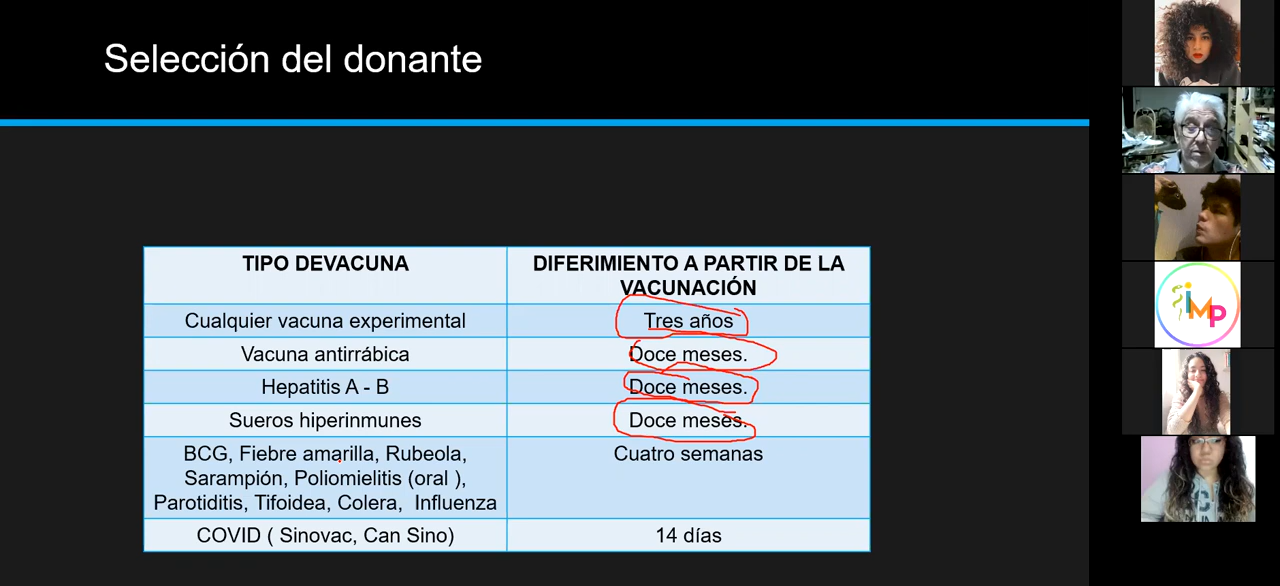 Selección del donante
TIPO DEVACUNA
DIFERIMIENTO A PARTIR DE LA
VACUNACIÓN
Cualquier vacuna experimental
Tres años
Vacuna antirrábica
Doce meses.
Hepatitis A - B
Doce meses.
Sueros hiperinmunes
Doce meses.
BCG, Fiebre amarilla, Rubeola,
Sarampión, Poliomielitis (oral ),
Parotiditis, Tifoidea, Colera, Influenza
Cuatro semanas
COVID ( Sinovac, Can Sino)
14 días
iMP